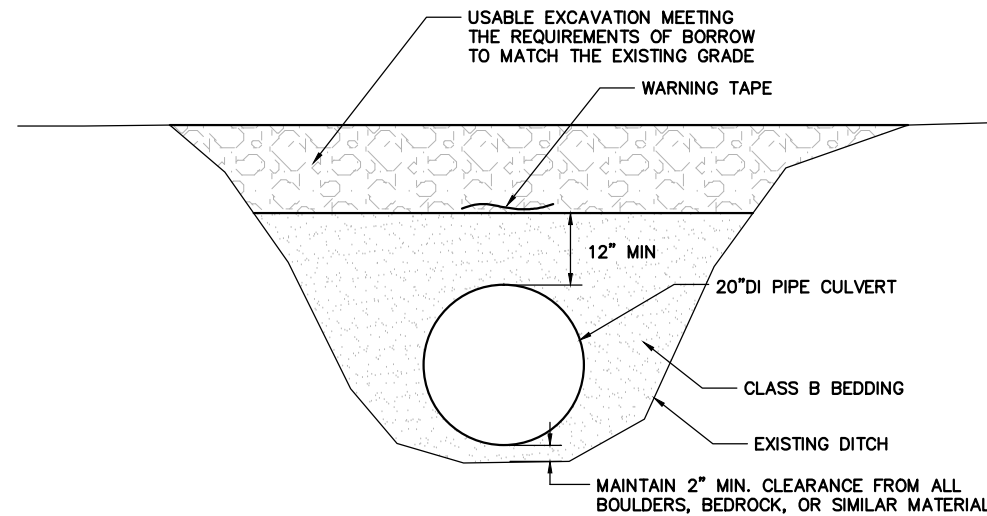 USABLE EXCAVATION MEETING
THE REQUIREMENTS OF BORROW
TO MATCH THE EXISTING GRADE
WARNING TAPE
12" MIN
20"DI PIPE CULVERT
CLASS B BEDDING
EXISTING DITCH
MAINTAIN 2" MIN. CLEARANCE FROM ALL
BOULDERS, BEDROCK, OR SIMILAR MATERIAL